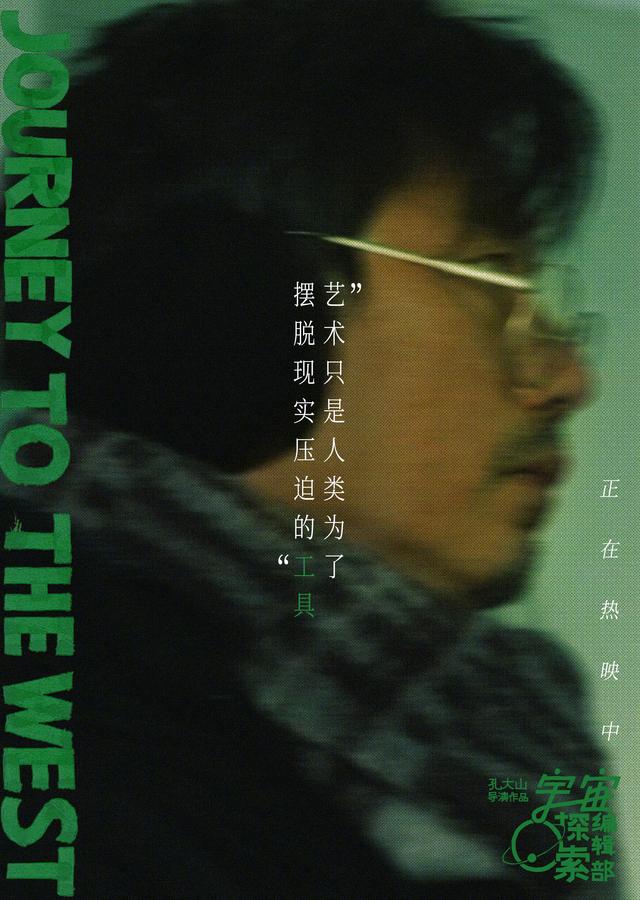 JOURNEY TO THE WEST
”艺术只是人类为了
摆脱现实压迫的工具“
正在热映中
孔大山
导演作品
宇宙
探索
编辑部